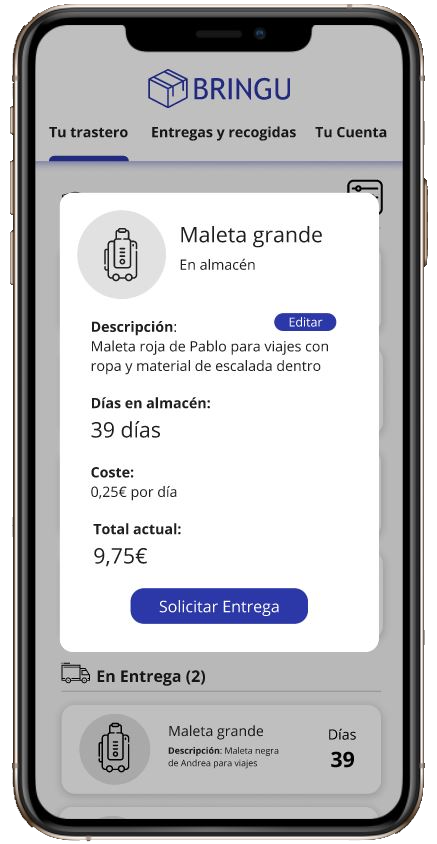 BRINGU
Tu trastero
Entregas y recogidas
Tu Cuenta
Maleta grande
En almacén
Descripción:
Editar
Maleta roja de Pablo para viajes con
ropa y material de escalada dentro
Días en almacén:
39 días
Coste:
0,25€ por día
Total actual:
9,75€
Solicitar Entrega
En Entrega (2)
Maleta grande
Descripción: Maleta negra
de Andrea para viajes
Días
39